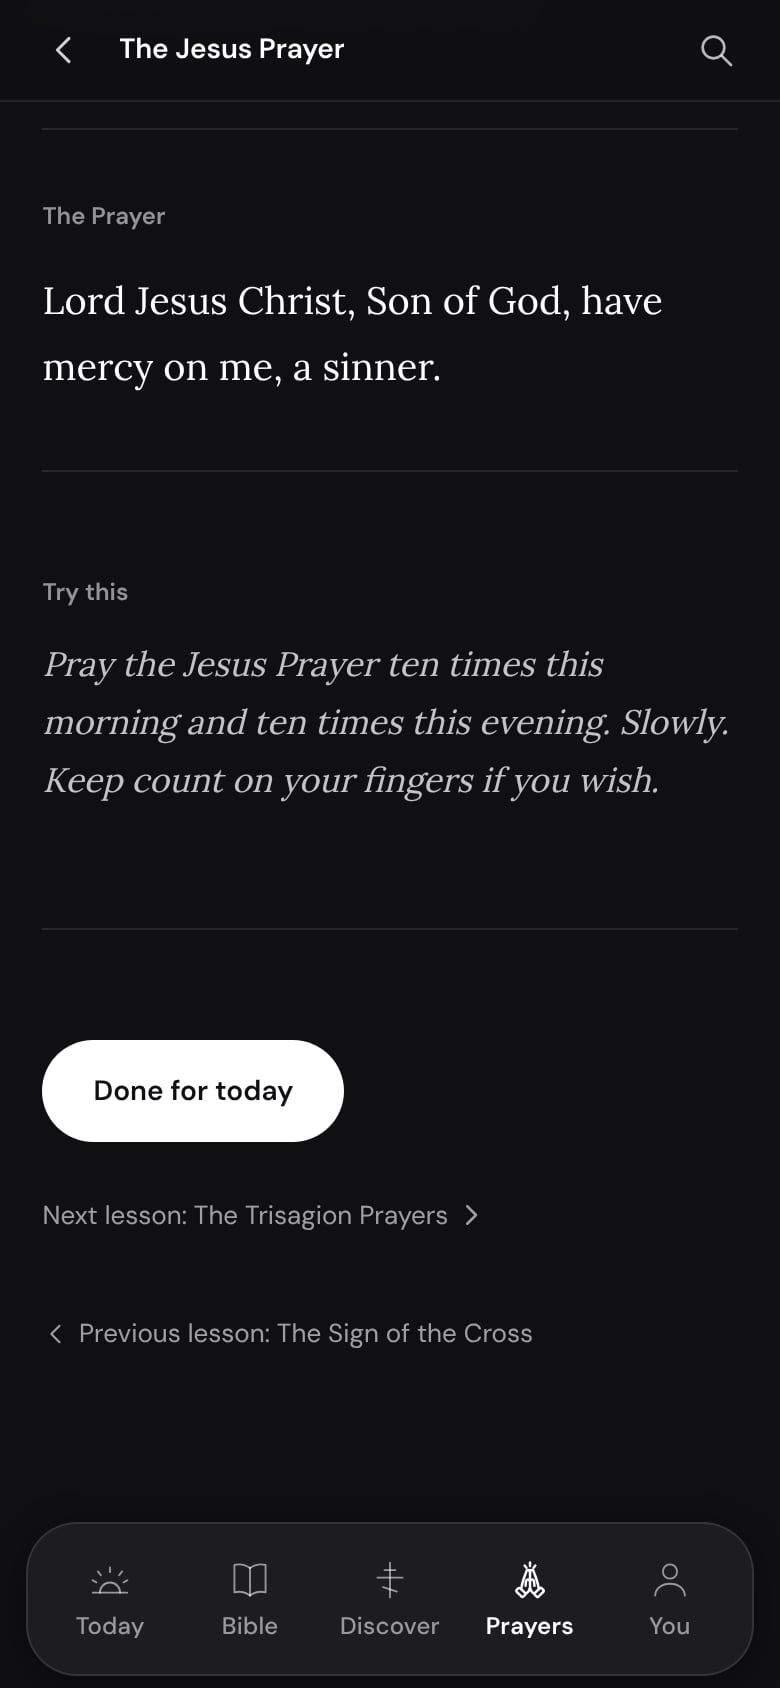 The Jesus Prayer
The Prayer
Lord Jesus Christ, Son of God, have
mercy on me, a sinner.
Try this
Pray the Jesus Prayer ten times this
morning and ten times this evening. Slowly.
Keep count on your fingers if you wish.
Done for today
Next lesson: The Trisagion Prayers
Previous lesson: The Sign of the Cross
Today
Bible
Discover
Prayers
You